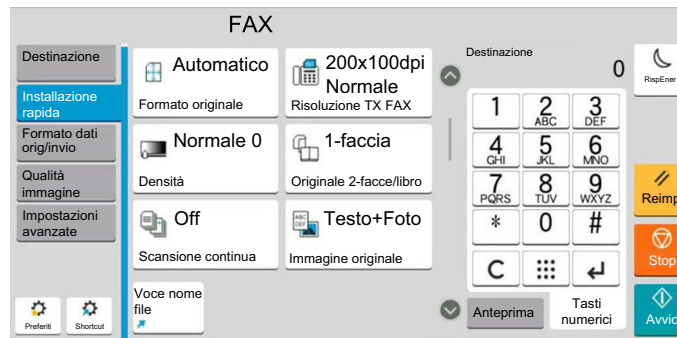 FAX
Destinazione
Installazione
rapida
Formato dati
orig/invio
Qualità
immagine
Impostazioni
avanzate
Preferiti
Shortcut
Automatico
Formato originale
200x100dpi
Normale
Risoluzione TX FAX
Normale 0
Densità
1-faccia
Originale 2-facce/libro
Off
Scansione continua
ABC
DEF
Testo+Foto
Immagine originale
Voce nome
file
Destinazione
0
1
2
ABC
3
DEF
4
GHI
5
JKL
6
MNO
7
PQRS
8
TUV
9
WXYZ
*
0
#
C
Anteprima
Tasti
numerici
RispEner
Reimp
Stop
Avvio